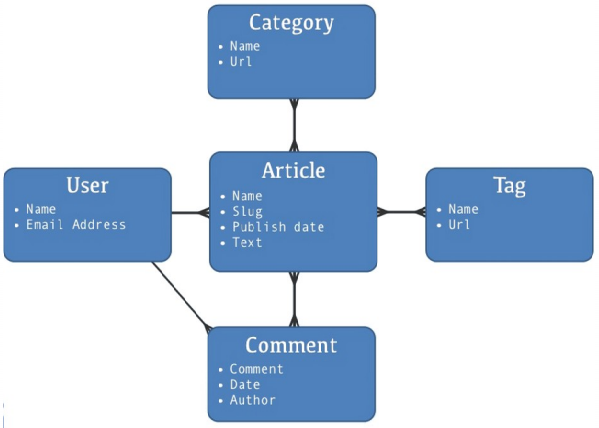 Category
• Name
• Url
Article
• Name
• Slug
• Publish date
• Text
User
• Name
• Email Address
Tag
• Name
• Url
Comment
• Comment
• Date
• Author